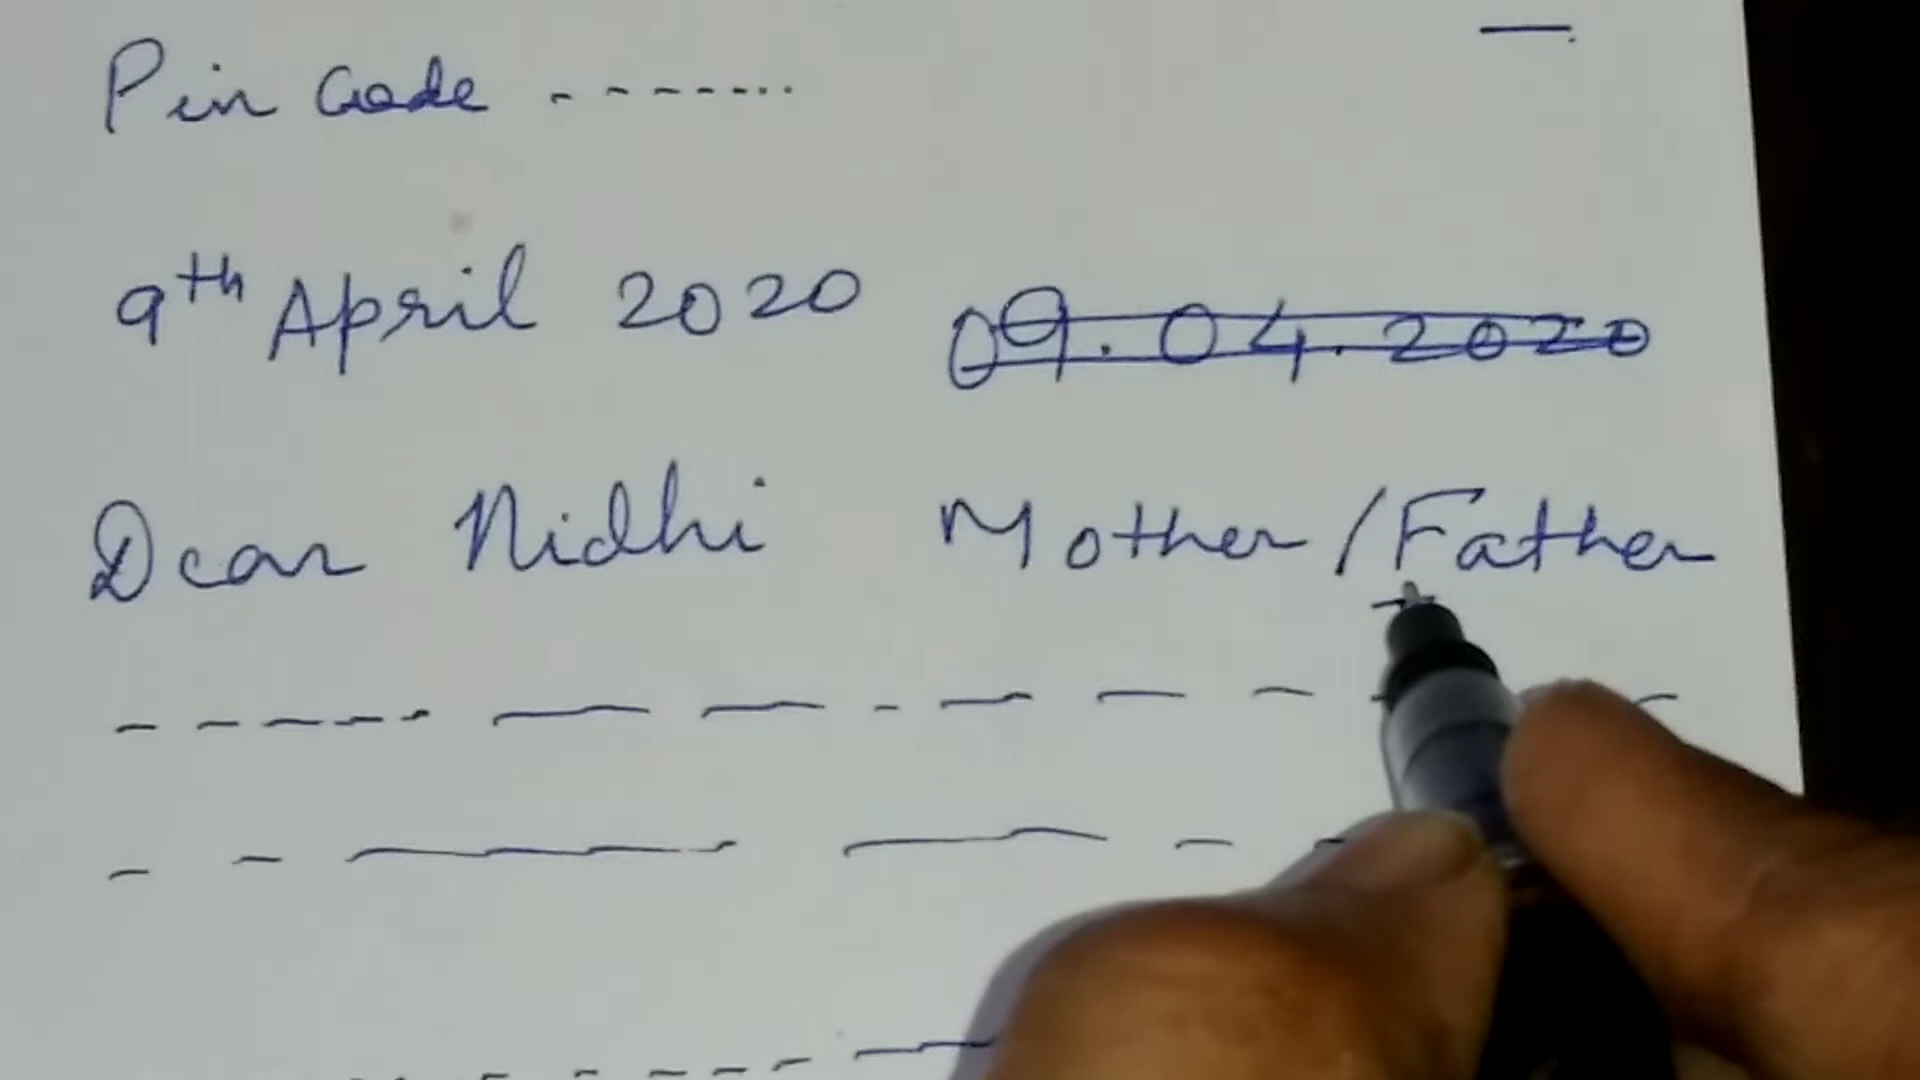 Pin Code -------
9th April 2020 09.04.2020
Dear Nidhi Mother/Father